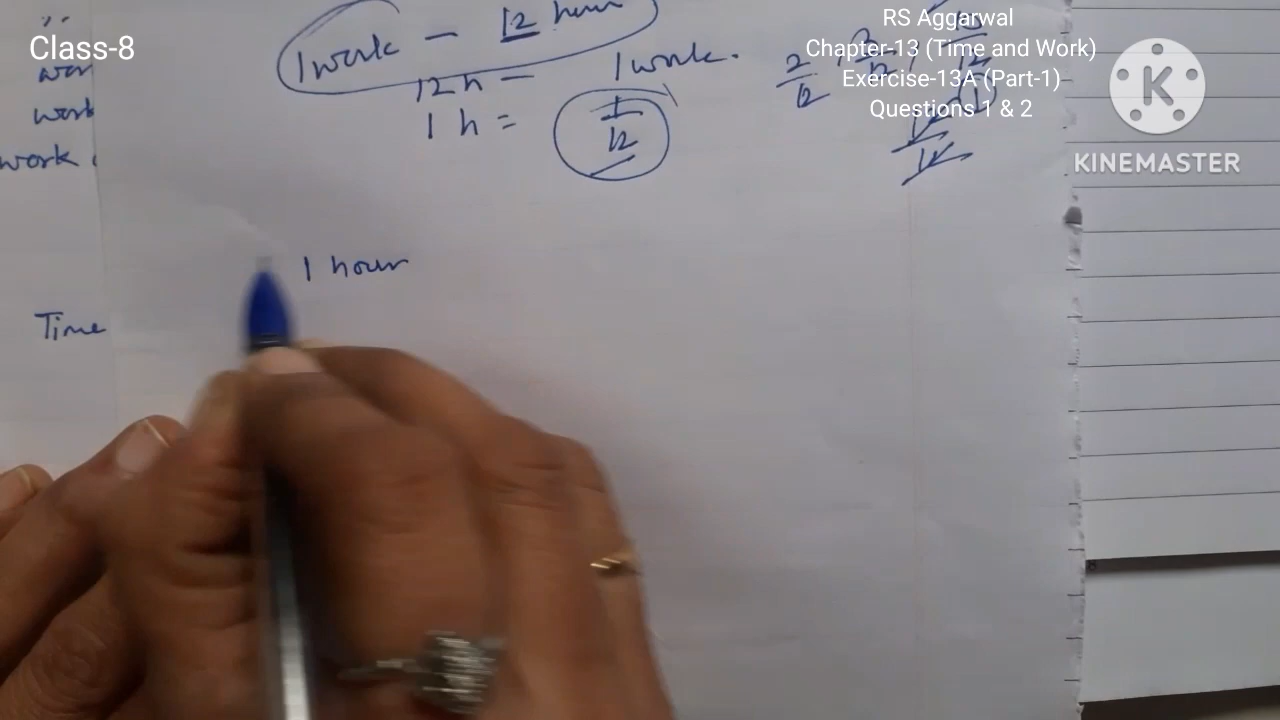 Class-8
RS Aggarwal
Chapter-13 (Time and Work)
Exercise-13A (Part-1)
Questions 1 & 2
KINEMASTER
1 work — 12 hour
12 h — 1 work.
1 h = 1/12
work
work
1 hour
Time